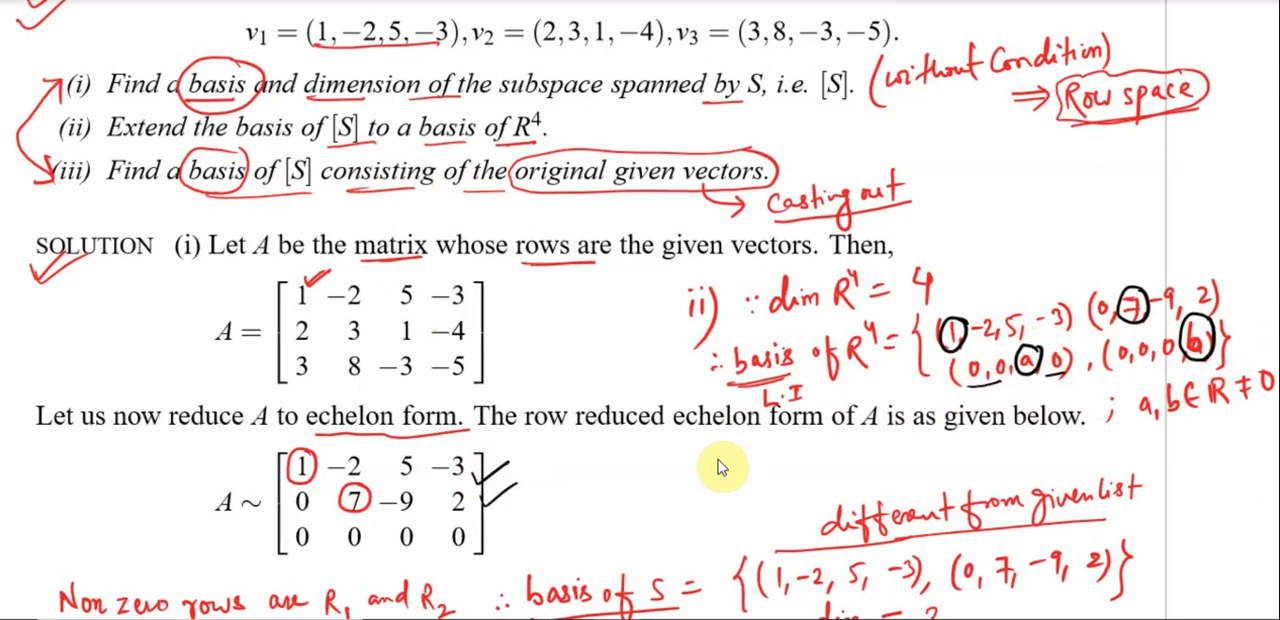 v1 = (1, −2, 5, −3), v2 = (2, 3, 1, −4), v3 = (3, 8, −3, −5).
(i) Find a basis and dimension of the subspace spanned by S, i.e. [S]. (without Condition)
⇒ Row space
(ii) Extend the basis of [S] to a basis of R⁴.
(iii) Find a basis of [S] consisting of the original given vectors.
→ Casting out
SOLUTION (i) Let A be the matrix whose rows are the given vectors. Then,
A = [ 1 −2 5 −3
2 3 1 −4
3 8 −3 −5 ]
ii) ∵ dim R⁴ = 4
∴ basis of R⁴ = { (1, −2, 5, −3) (0, 7, −9, 2)
(0, 0, a, 0), (0, 0, 0, b) }
L.I
; a, b ∈ R ≠ 0
Let us now reduce A to echelon form. The row reduced echelon form of A is as given below.
A ∼ [ 1 −2 5 −3
0 7 −9 2
0 0 0 0 ]
different from given list
Non zero rows are R1 and R2 ∴ basis of S = {(1, −2, 5, −3), (0, 7, −9, 2)}